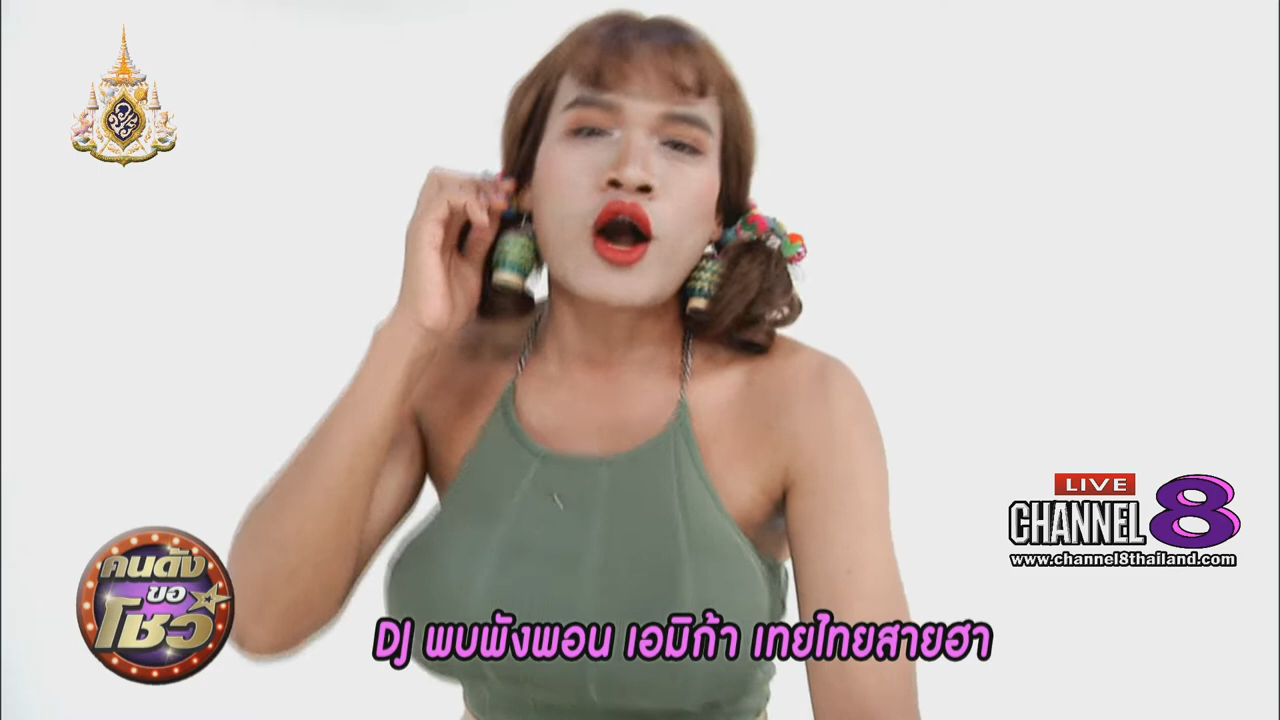 LIVE
CHANNEL 8
www.channel8thailand.com
คนดัง
ขอ
โชว์
DJ พบพังพอน เอมิก้า เทยไทยสายฮา